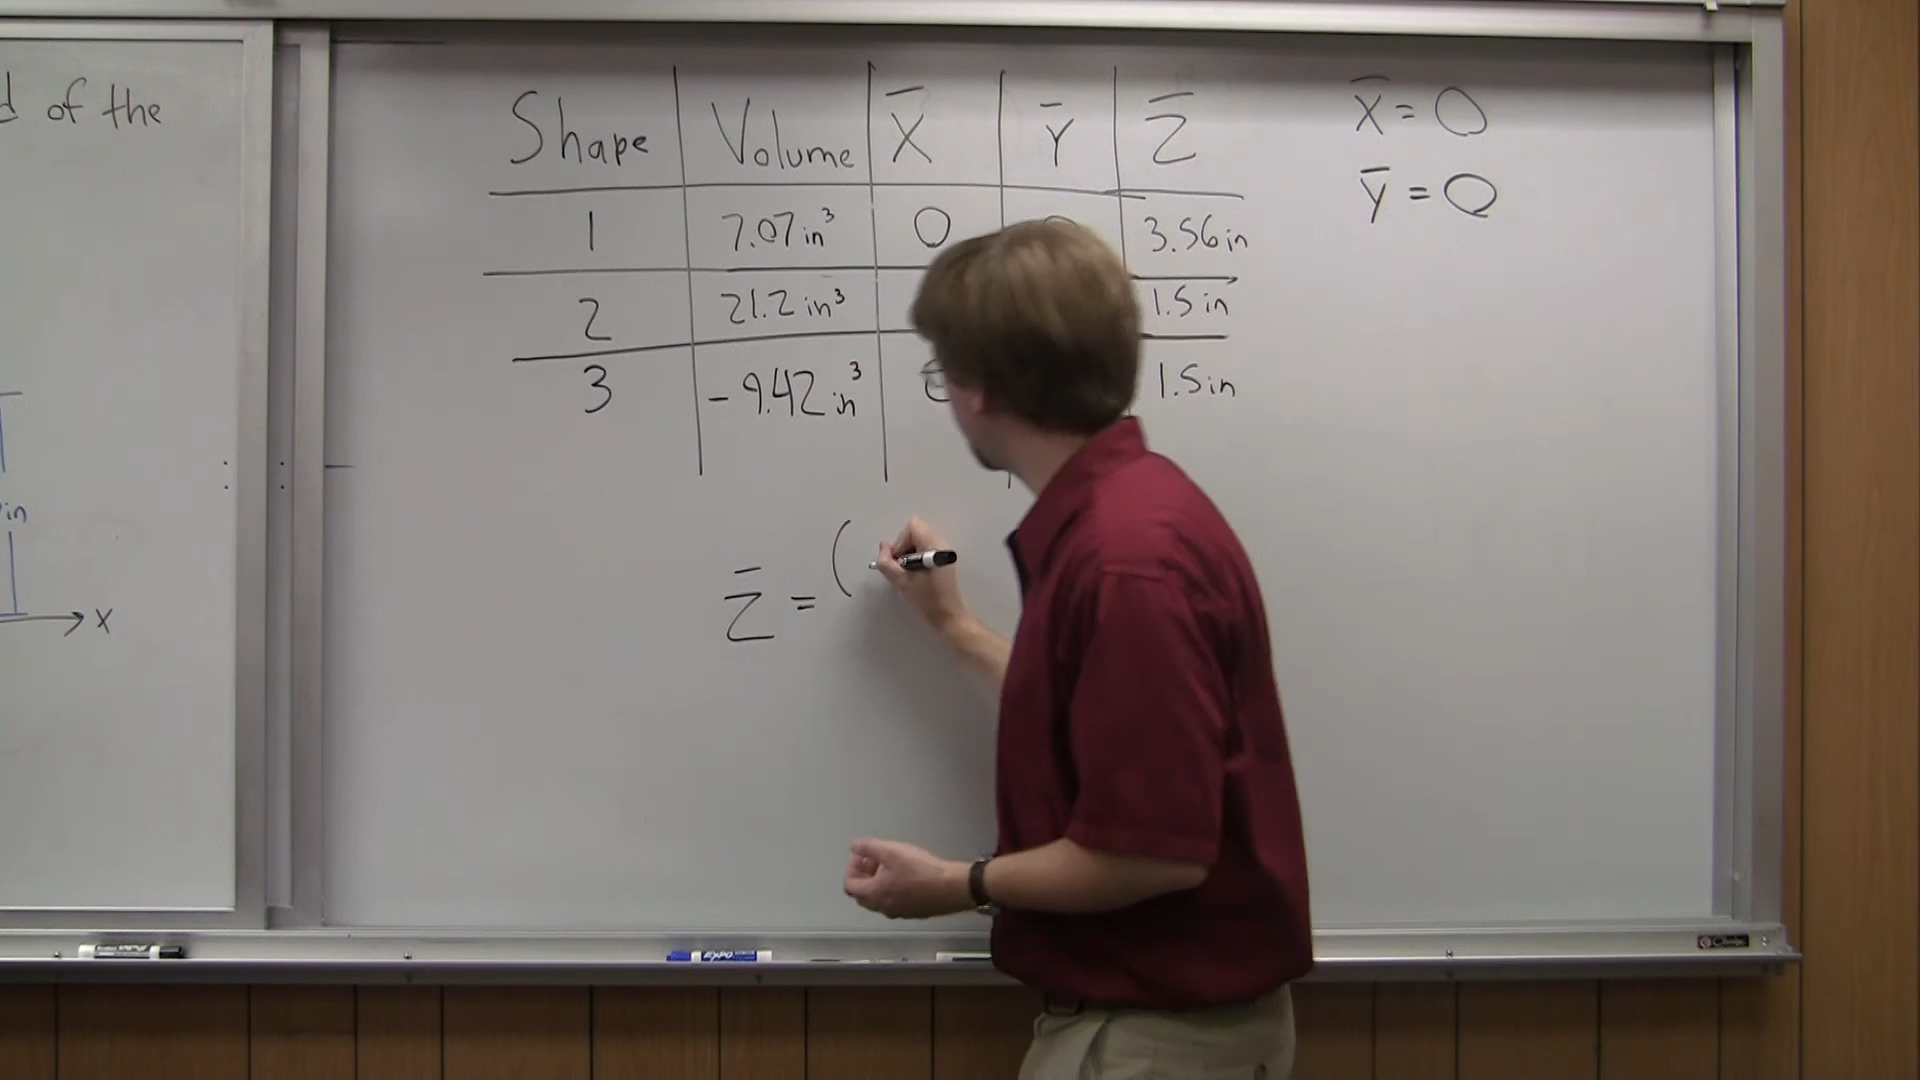 d of the
in
X
Shape Volume X̄ Ȳ Z̄
1 7.07 in³ 0 3.56 in
2 21.2 in³ 1.5 in
3 -9.42 in³ 1.5 in
X̄ = 0
Ȳ = 0
Z̄ = (
EXPO